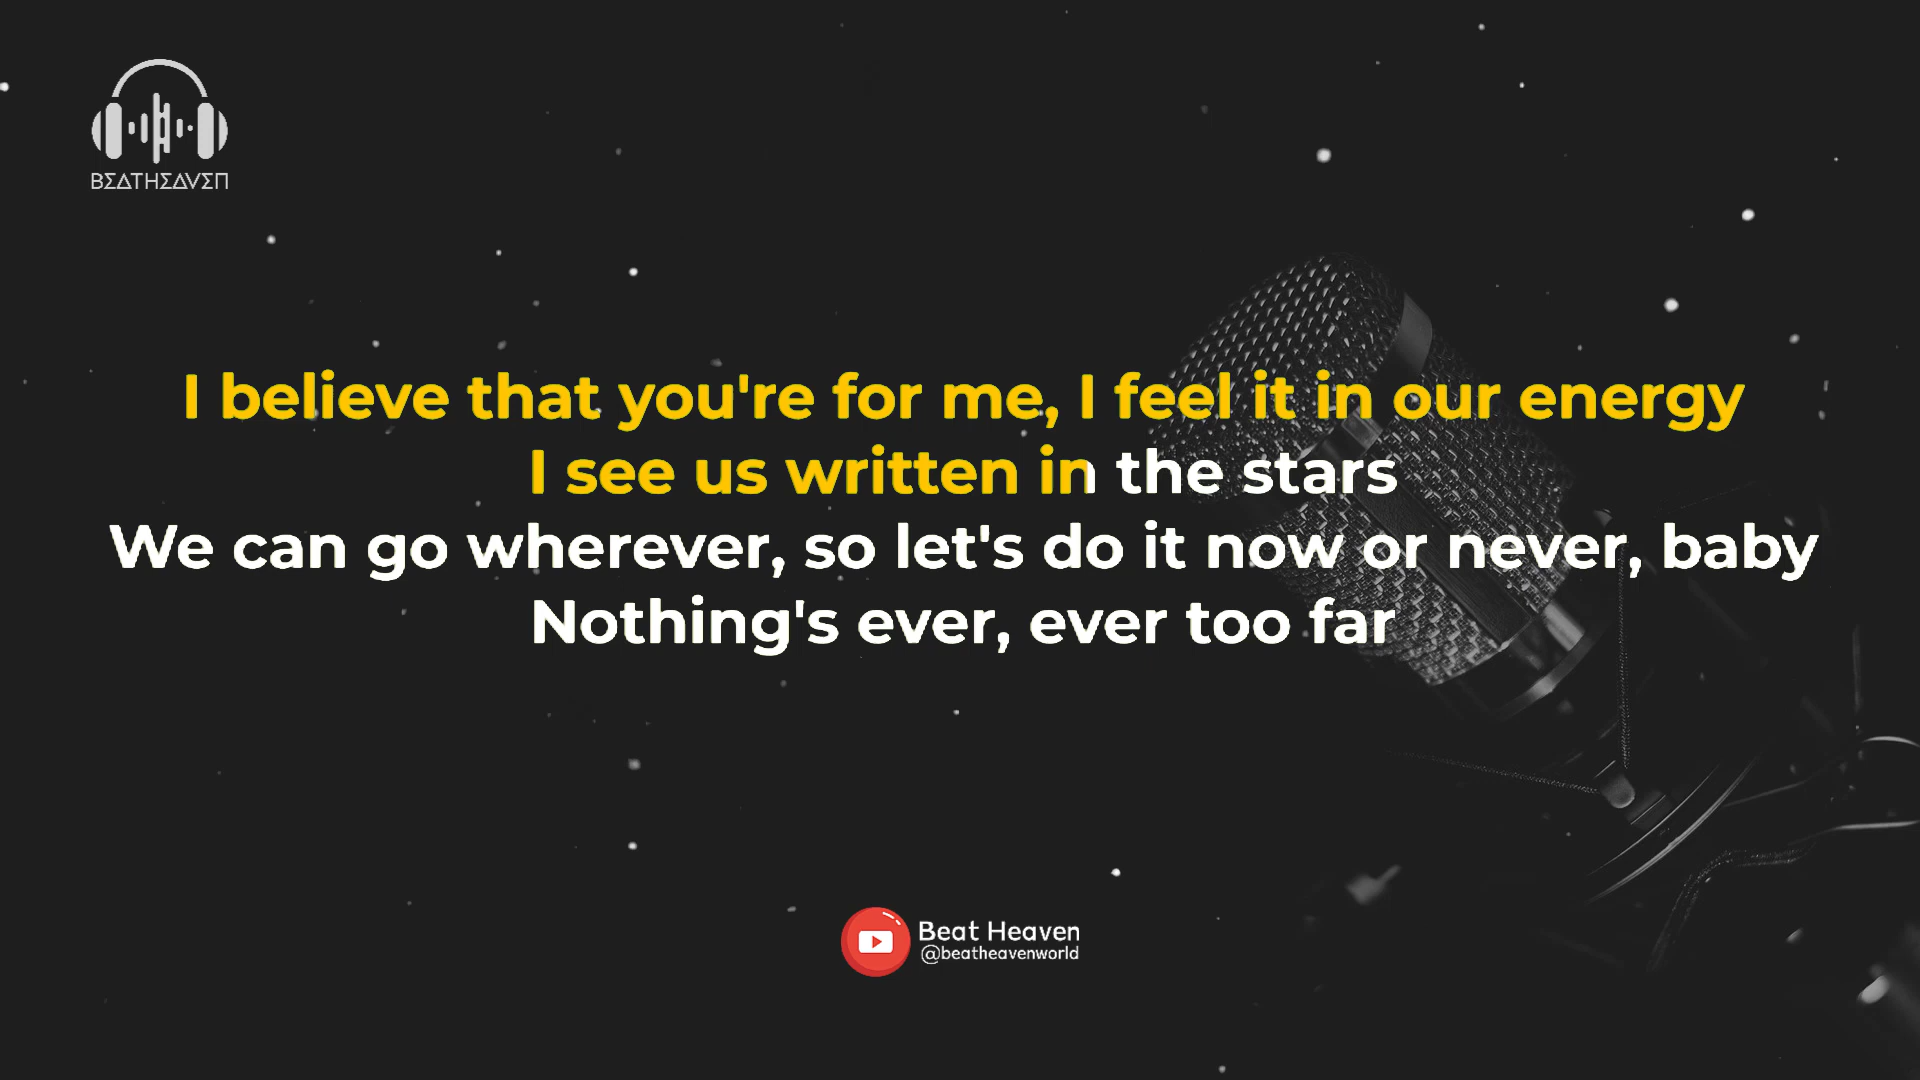 BΣΔTHΣΔVΣΠ
I believe that you're for me, I feel it in our energy
I see us written in the stars
We can go wherever, so let's do it now or never, baby
Nothing's ever, ever too far
Beat Heaven
@beatheavenworld